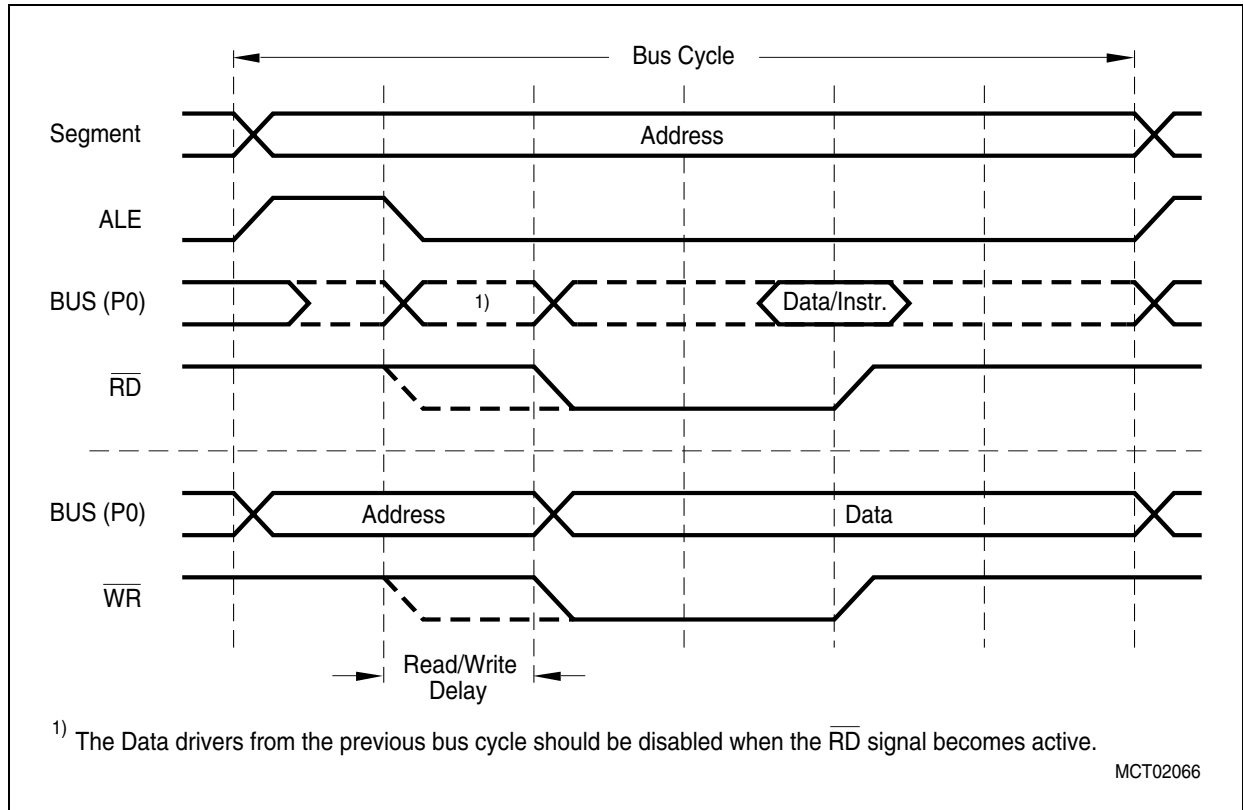 Bus Cycle
Segment
Address
ALE
BUS (P0)
1)
Data/Instr.
RD
BUS (P0)
Address
Data
WR
Read/Write
Delay
1) The Data drivers from the previous bus cycle should be disabled when the RD signal becomes active.
MCT02066